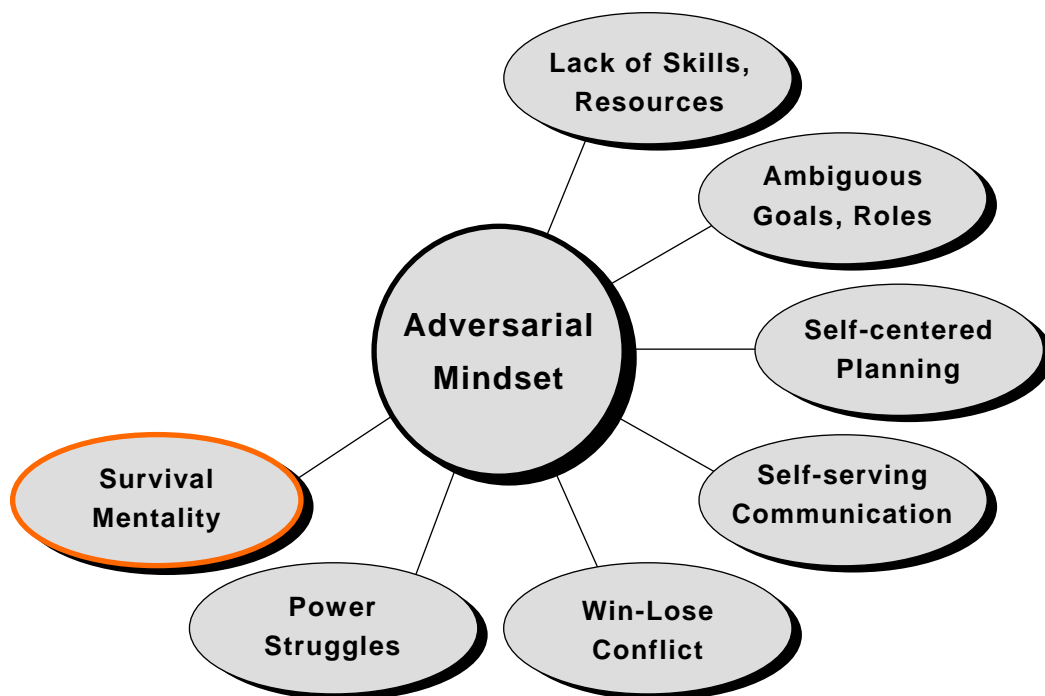 Lack of Skills,
Resources
Ambiguous
Goals, Roles
Adversarial
Mindset
Self-centered
Planning
Self-serving
Communication
Win-Lose
Conflict
Power
Struggles
Survival
Mentality